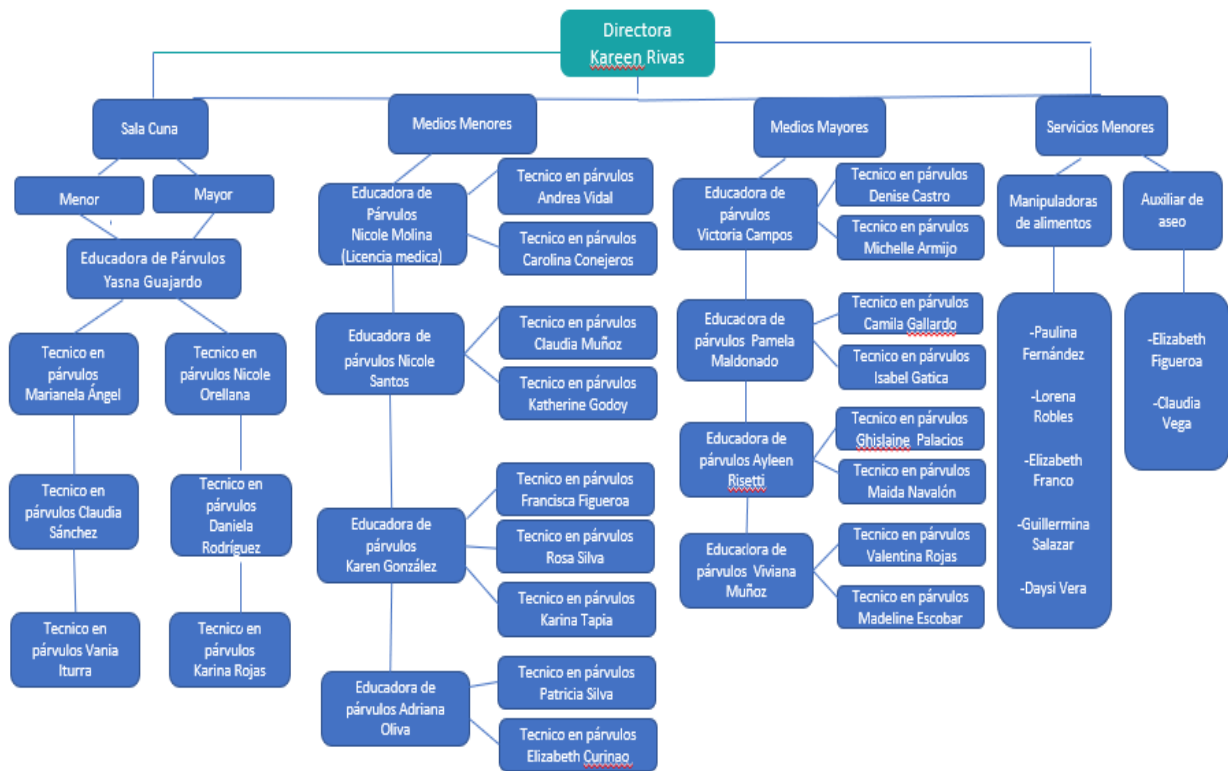 Directora
Kareen Rivas
Sala Cuna
Menor
Mayor
Educadora de Párvulos
Yasna Guajardo
Tecnico en
párvulos
Marianela Ángel
Tecnico en
párvulos Claudia
Sánchez
Tecnico en
párvulos Vania
Iturra
Tecnico en
párvulos Nicole
Orellana
Tecnico en
párvulos
Daniela
Rodríguez
Tecnico en
párvulos
Karina Rojas
Medios Menores
Educadora de
Párvulos
Nicole Molina
(Licencia medica)
Tecnico en párvulos
Andrea Vidal
Tecnico en párvulos
Carolina Conejeros
Educadora de
párvulos Nicole
Santos
Tecnico en párvulos
Claudia Muñoz
Tecnico en párvulos
Katherine Godoy
Educadora de
párvulos
Karen González
Tecnico en párvulos
Francisca Figueroa
Tecnico en párvulos
Rosa Silva
Tecnico en párvulos
Karina Tapia
Educadora de
párvulos Adriana
Oliva
Tecnico en párvulos
Patricia Silva
Tecnico en párvulos
Elizabeth Curinao
Medios Mayores
Educadora de
párvulos
Victoria Campos
Tecnico en párvulos
Denise Castro
Tecnico en párvulos
Michelle Armijo
Educadora de
párvulos Pamela
Maldonado
Tecnico en párvulos
Camila Gallardo
Tecnico en párvulos
Isabel Gatica
Educadora de
párvulos Ayleen
Risetti
Tecnico en párvulos
Ghislaine Palacios
Tecnico en párvulos
Maida Navalón
Educadora de
párvulos Viviana
Muñoz
Tecnico en párvulos
Valentina Rojas
Tecnico en párvulos
Madeline Escobar
Servicios Menores
Manipuladoras
de alimentos
-Paulina
Fernández
-Lorena
Robles
-Elizabeth
Franco
-Guillermina
Salazar
-Daysi Vera
Auxiliar de
aseo
-Elizabeth
Figueroa
-Claudia
Vega